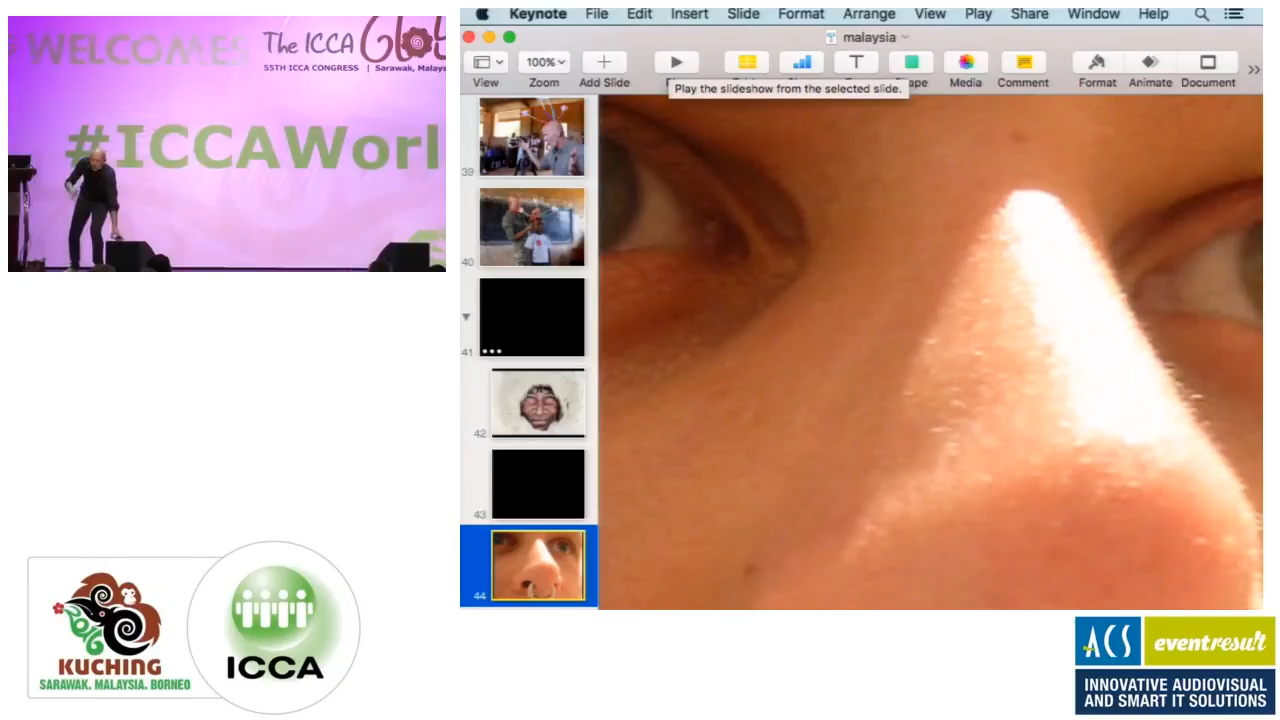 WELCOMES
The ICCA Glo
55TH ICCA CONGRESS | Sarawak, Malays
#ICCAWorl
Keynote File Edit Insert Slide Format Arrange View Play Share Window Help
malaysia
100%
View Zoom Add Slide
Play the slideshow from the selected slide.
Media Comment Format Animate Document
39
40
41
42
43
44
2016
KUCHING
SARAWAK. MALAYSIA. BORNEO
ICCA
ACS eventresult
INNOVATIVE AUDIOVISUAL
AND SMART IT SOLUTIONS